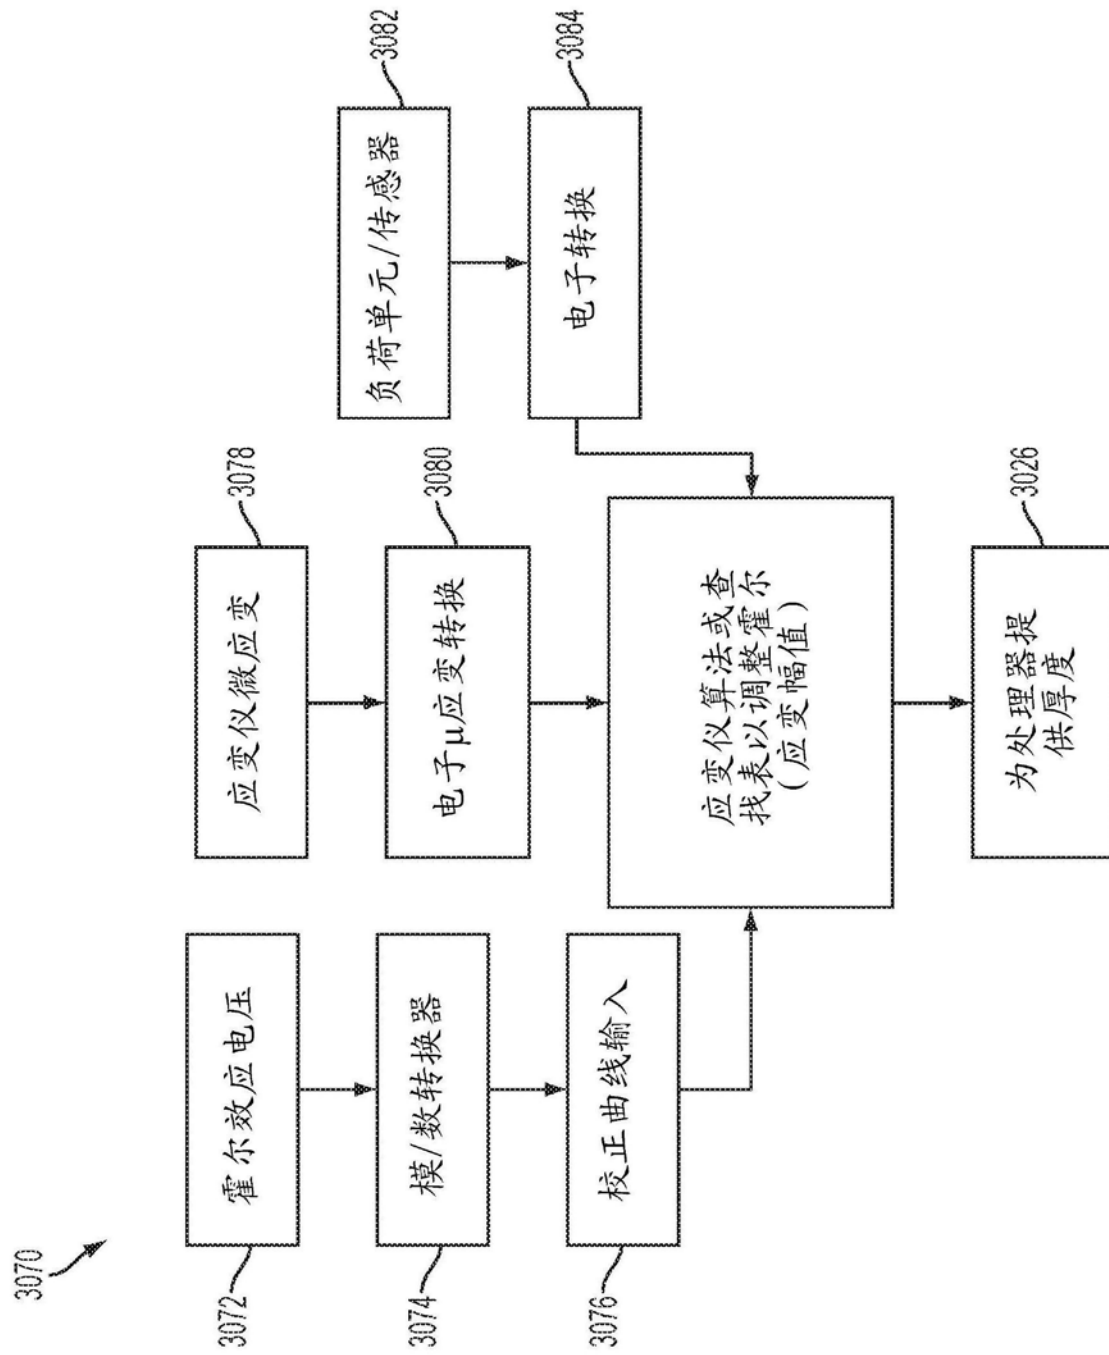 3070
霍尔效应电压
3072
模/数转换器
3074
校正曲线输入
3076
应变仪微应变
3078
电子μ应变转换
3080
负荷单元/传感器
3082
电子转换
3084
应变仪算法或查
找表以调整霍尔
(应变幅值)
为处理器提
供厚度
3026